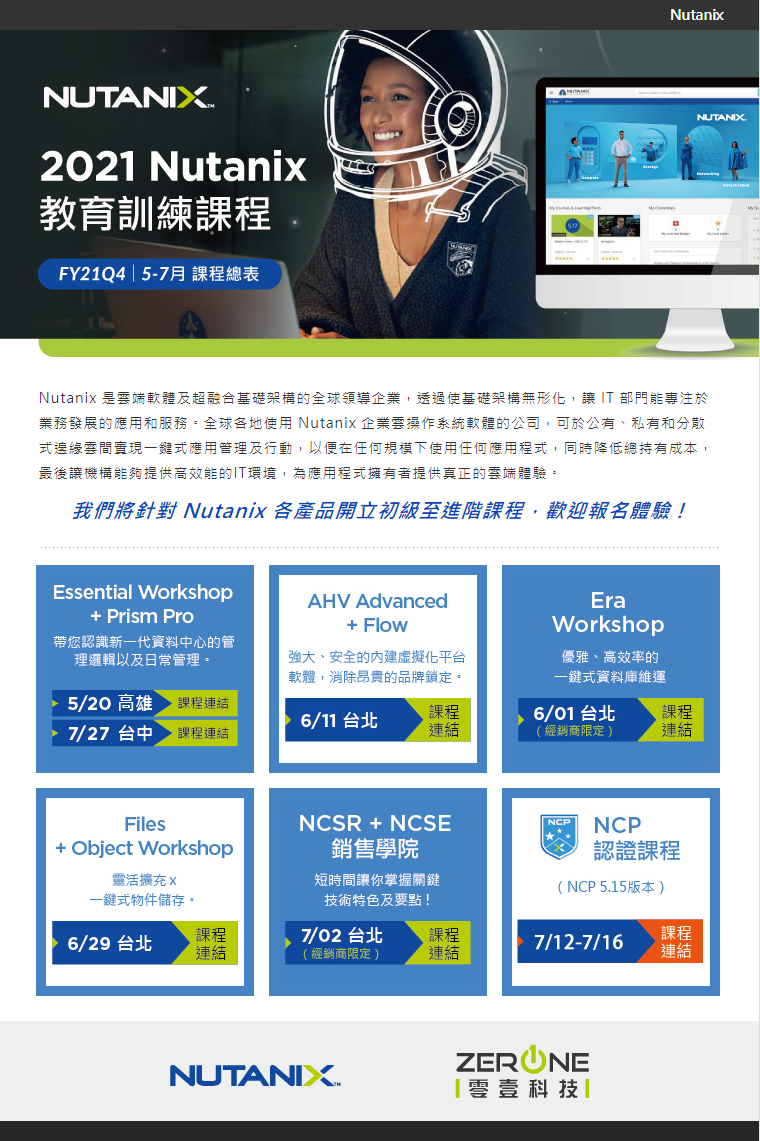 Nutanix
NUTANIX™
2021 Nutanix
教育訓練課程
FY21Q4｜5-7月 課程總表
NUTANIX
NUTANIX
My Courses & Learning Plans
My Credentials
5.17
NUTANIX
Nutanix 是雲端軟體及超融合基礎架構的全球領導企業，透過使基礎架構無形化，讓 IT 部門能專注於
業務發展的應用和服務。全球各地使用 Nutanix 企業雲操作系統軟體的公司，可於公有、私有和分散
式邊緣雲間實現一鍵式應用管理及行動，以便在任何規模下使用任何應用程式，同時降低總持有成本，
最後讓機構能夠提供高效能的IT環境，為應用程式擁有者提供真正的雲端體驗。
我們將針對 Nutanix 各產品開立初級至進階課程，歡迎報名體驗！
Essential Workshop
+ Prism Pro
帶您認識新一代資料中心的管
理邏輯以及日常管理。
5/20 高雄 課程連結
7/27 台中 課程連結
AHV Advanced
+ Flow
強大、安全的內建虛擬化平台
軟體，消除昂貴的品牌鎖定。
6/11 台北
課程
連結
Era
Workshop
優雅、高效率的
一鍵式資料庫維運
6/01 台北
（經銷商限定）
課程
連結
Files
+ Object Workshop
靈活擴充 x
一鍵式物件儲存。
6/29 台北
課程
連結
NCSR + NCSE
銷售學院
短時間讓你掌握關鍵
技術特色及要點！
7/02 台北
（經銷商限定）
課程
連結
NCP
NCP
認證課程
（NCP 5.15版本）
7/12-7/16
課程
連結
NUTANIX™
ZERONE
零壹科技